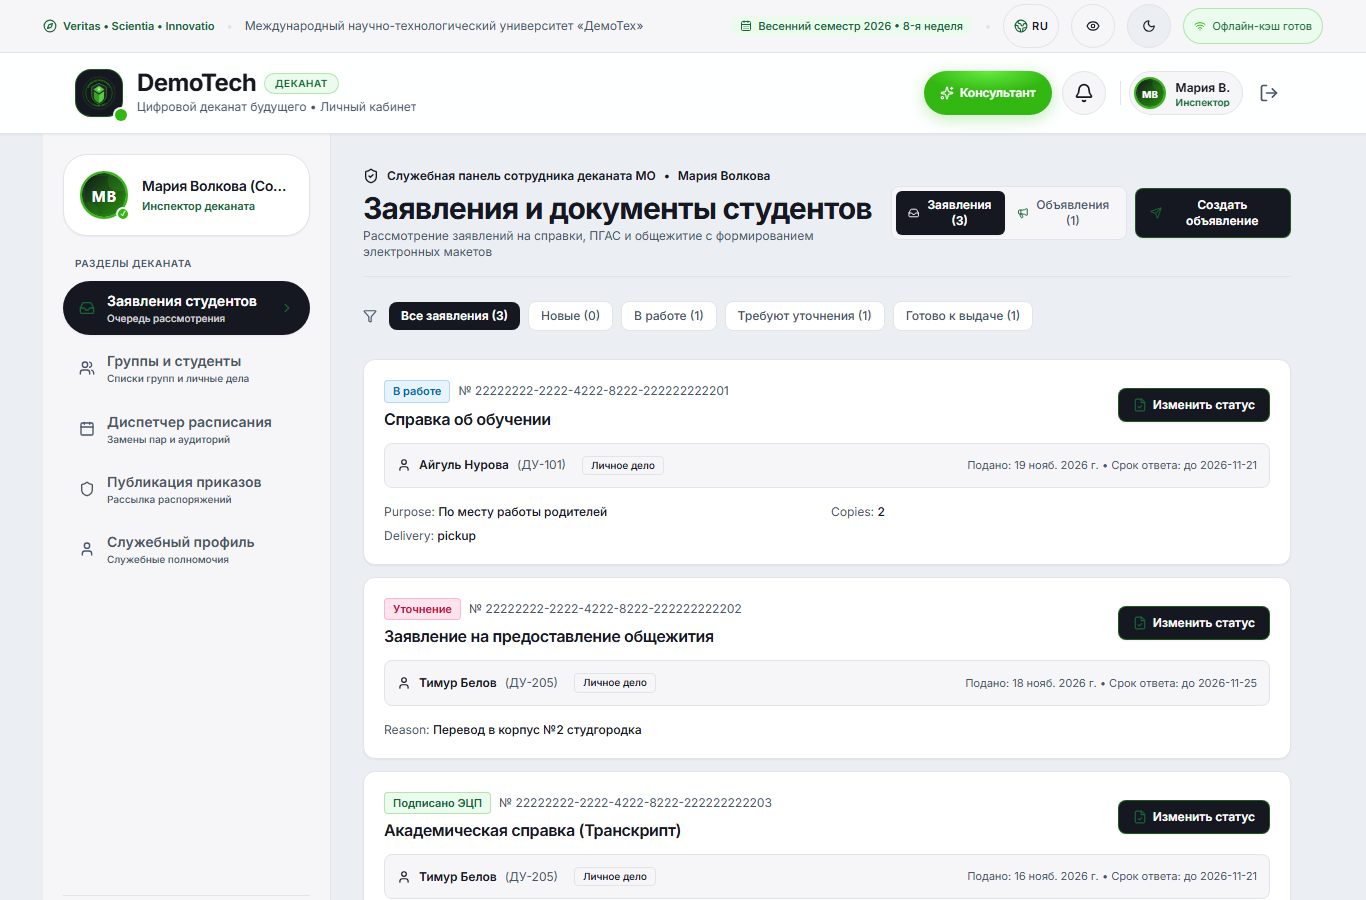 Veritas • Scientia • Innovatio • Международный научно-технологический университет «ДемоТех»
Весенний семестр 2026 • 8-я неделя
RU
Офлайн-кэш готов
DemoTech
ДЕКАНАТ
Цифровой деканат будущего • Личный кабинет
Консультант
МВ
Мария В.
Инспектор
МВ
Мария Волкова (Со...
Инспектор деканата
РАЗДЕЛЫ ДЕКАНАТА
Заявления студентов
Очередь рассмотрения
Группы и студенты
Списки групп и личные дела
Диспетчер расписания
Замены пар и аудиторий
Публикация приказов
Рассылка распоряжений
Служебный профиль
Служебные полномочия
Служебная панель сотрудника деканата МО • Мария Волкова
Заявления и документы студентов
Рассмотрение заявлений на справки, ПГАС и общежитие с формированием
электронных макетов
Заявления
(3)
Объявления
(1)
Создать
объявление
Все заявления (3)
Новые (0)
В работе (1)
Требуют уточнения (1)
Готово к выдаче (1)
В работе № 22222222-2222-4222-8222-222222222201
Справка об обучении
Изменить статус
Айгуль Нурова (ДУ-101) Личное дело
Подано: 19 нояб. 2026 г. • Срок ответа: до 2026-11-21
Purpose: По месту работы родителей
Copies: 2
Delivery: pickup
Уточнение № 22222222-2222-4222-8222-222222222202
Заявление на предоставление общежития
Изменить статус
Тимур Белов (ДУ-205) Личное дело
Подано: 18 нояб. 2026 г. • Срок ответа: до 2026-11-25
Reason: Перевод в корпус №2 студгородка
Подписано ЭЦП № 22222222-2222-4222-8222-222222222203
Академическая справка (Транскрипт)
Изменить статус
Тимур Белов (ДУ-205) Личное дело
Подано: 16 нояб. 2026 г. • Срок ответа: до 2026-11-21